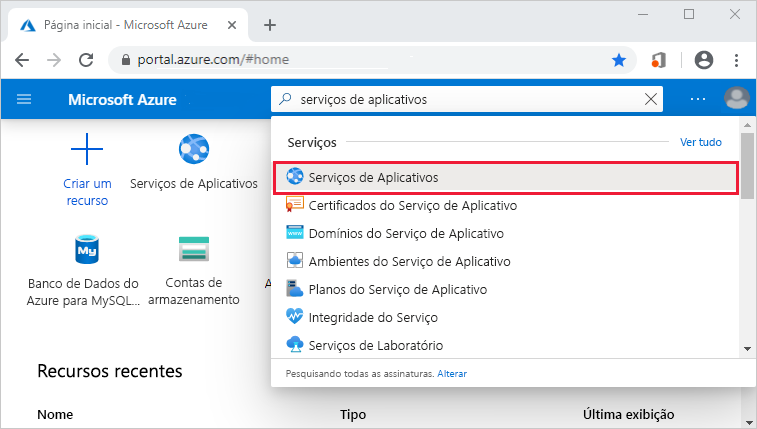 Página inicial - Microsoft Azure
portal.azure.com/#home
Microsoft Azure
serviços de aplicativos
...
Serviços
Ver tudo
Criar um
recurso
Serviços de Aplicativos
Serviços de Aplicativos
Certificados do Serviço de Aplicativo
Domínios do Serviço de Aplicativo
Ambientes do Serviço de Aplicativo
Planos do Serviço de Aplicativo
Integridade do Serviço
Serviços de Laboratório
My
Banco de Dados do
Azure para MySQL...
Contas de
armazenamento
A
Pesquisando todas as assinaturas. Alterar
Recursos recentes
Nome
Tipo
Última exibição